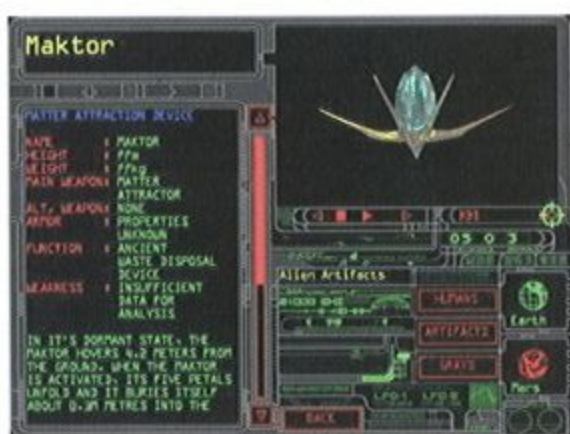 Maktor
MATTER ATTRACTION DEVICE
NAME : MAKTOR
HEIGHT : ??m
WEIGHT : ??kg
MAIN WEAPON: MATTER
ATTRACTOR
ALT. WEAPON: NONE
ARMOR : PROPERTIES
UNKNOWN
FUNCTION : ANCIENT
WASTE DISPOSAL
DEVICE
WEAKNESS : INSUFFICIENT
DATA FOR
ANALYSIS
IN IT'S DORMANT STATE, THE
MAKTOR HOVERS 4.2 METERS FROM
THE GROUND. WHEN THE MAKTOR
IS ACTIVATED, ITS FIVE PETALS
UNFOLD AND IT BURIES ITSELF
ABOUT 0.3M METRES INTO THE
05 0 3
Alien Artifacts
HUMANS
ARTIFACTS
GRAYS
Earth
Mars
BACK